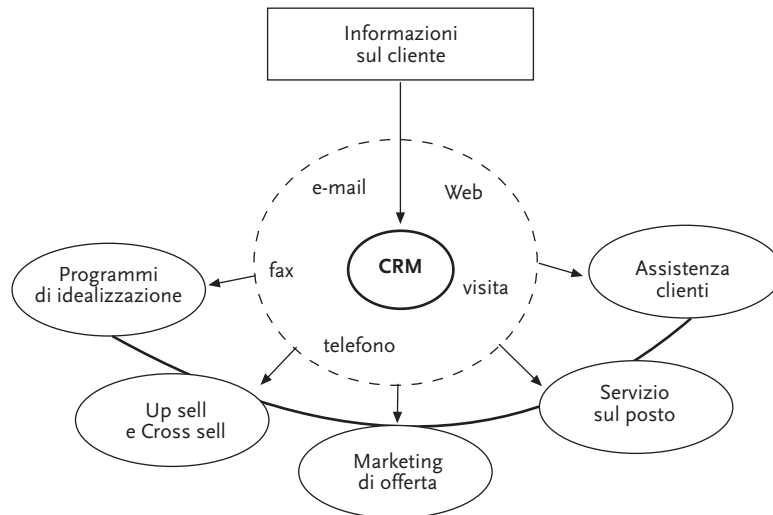 Informazioni
sul cliente
e-mail
Web
fax
CRM
visita
telefono
Programmi
di idealizzazione
Assistenza
clienti
Up sell
e Cross sell
Servizio
sul posto
Marketing
di offerta